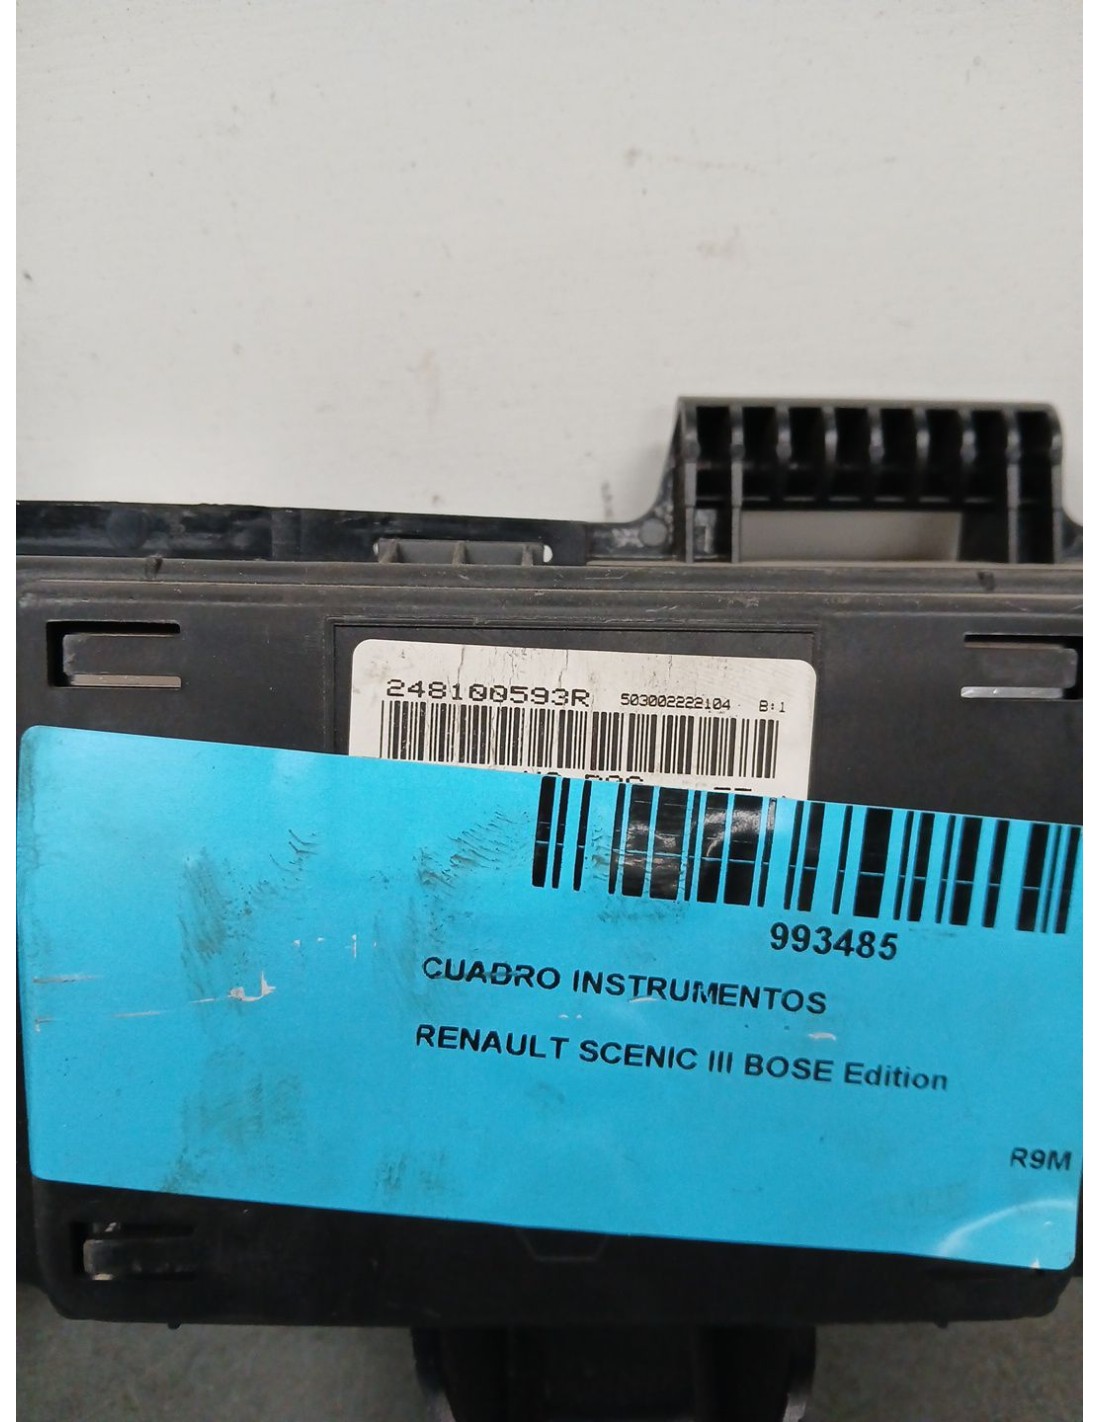 248100593R 503002222104 B:1
993485
CUADRO INSTRUMENTOS
RENAULT SCENIC III BOSE Edition
R9M